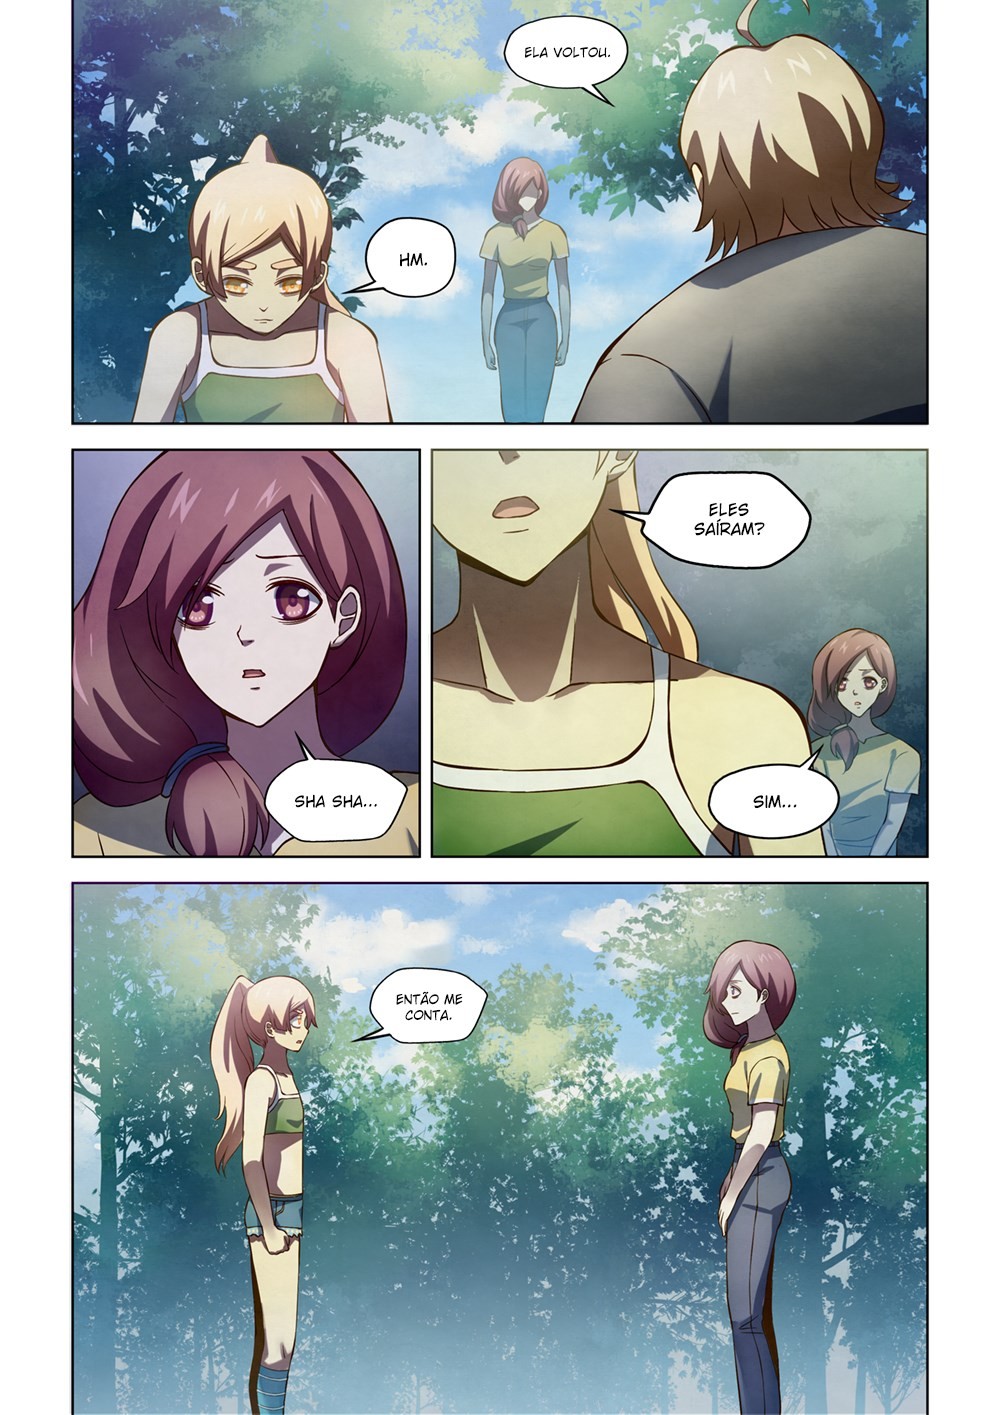 ELA VOLTOU.
HM.
SHA SHA...
ELES
SAÍRAM?
SIM...
ENTÃO ME
CONTA.